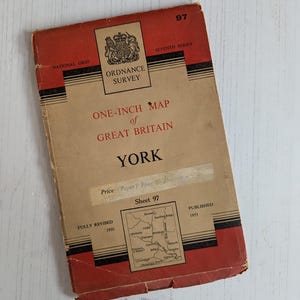 97
NATIONAL GRID
SEVENTH SERIES
ORDNANCE
SURVEY
ONE-INCH MAP
of
GREAT BRITAIN
YORK
Price
Sheet 97
FULLY REVISED
PUBLISHED